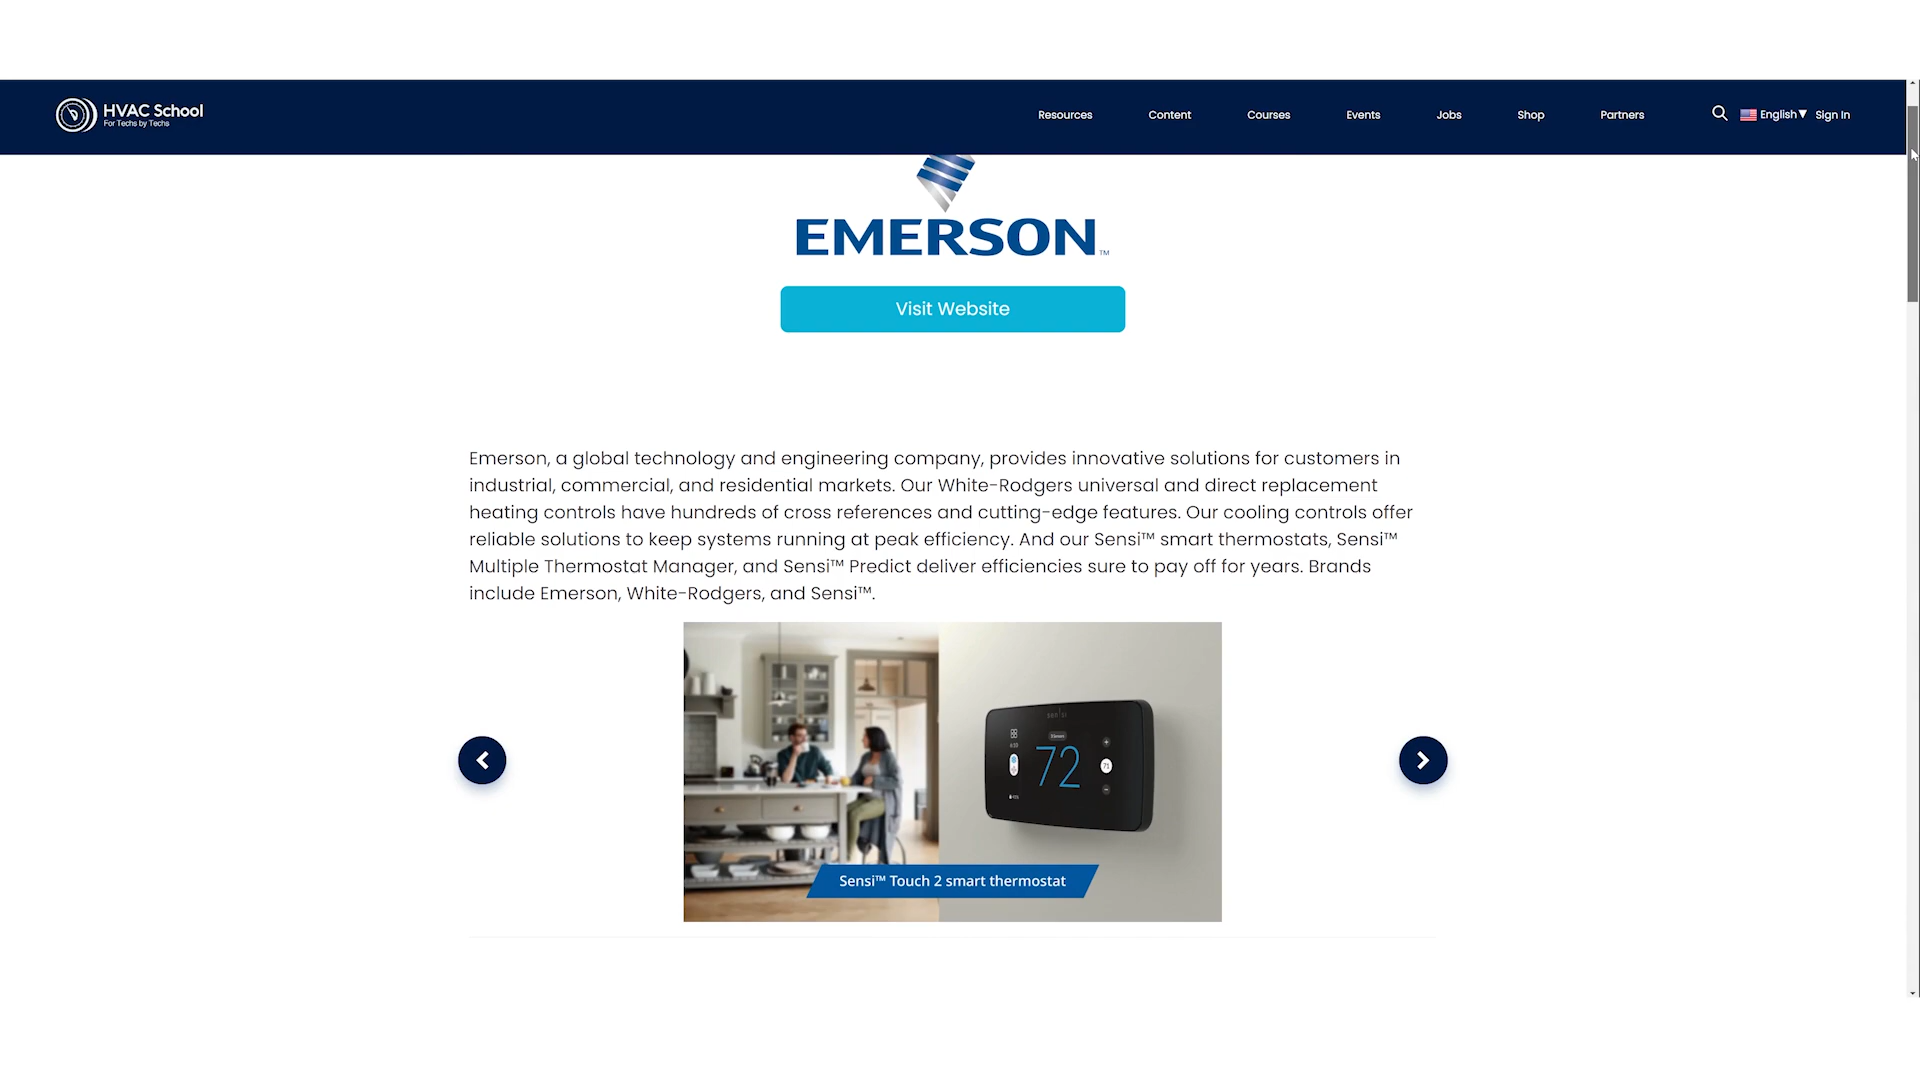 HVAC School
For Techs by Techs
Resources
Content
Courses
Events
Jobs
Shop
Partners
English
Sign In
EMERSON™
Visit Website
Emerson, a global technology and engineering company, provides innovative solutions for customers in
industrial, commercial, and residential markets. Our White-Rodgers universal and direct replacement
heating controls have hundreds of cross references and cutting-edge features. Our cooling controls offer
reliable solutions to keep systems running at peak efficiency. And our Sensi™ smart thermostats, Sensi™
Multiple Thermostat Manager, and Sensi™ Predict deliver efficiencies sure to pay off for years. Brands
include Emerson, White-Rodgers, and Sensi™.
sensi
72
71
Sensi™ Touch 2 smart thermostat